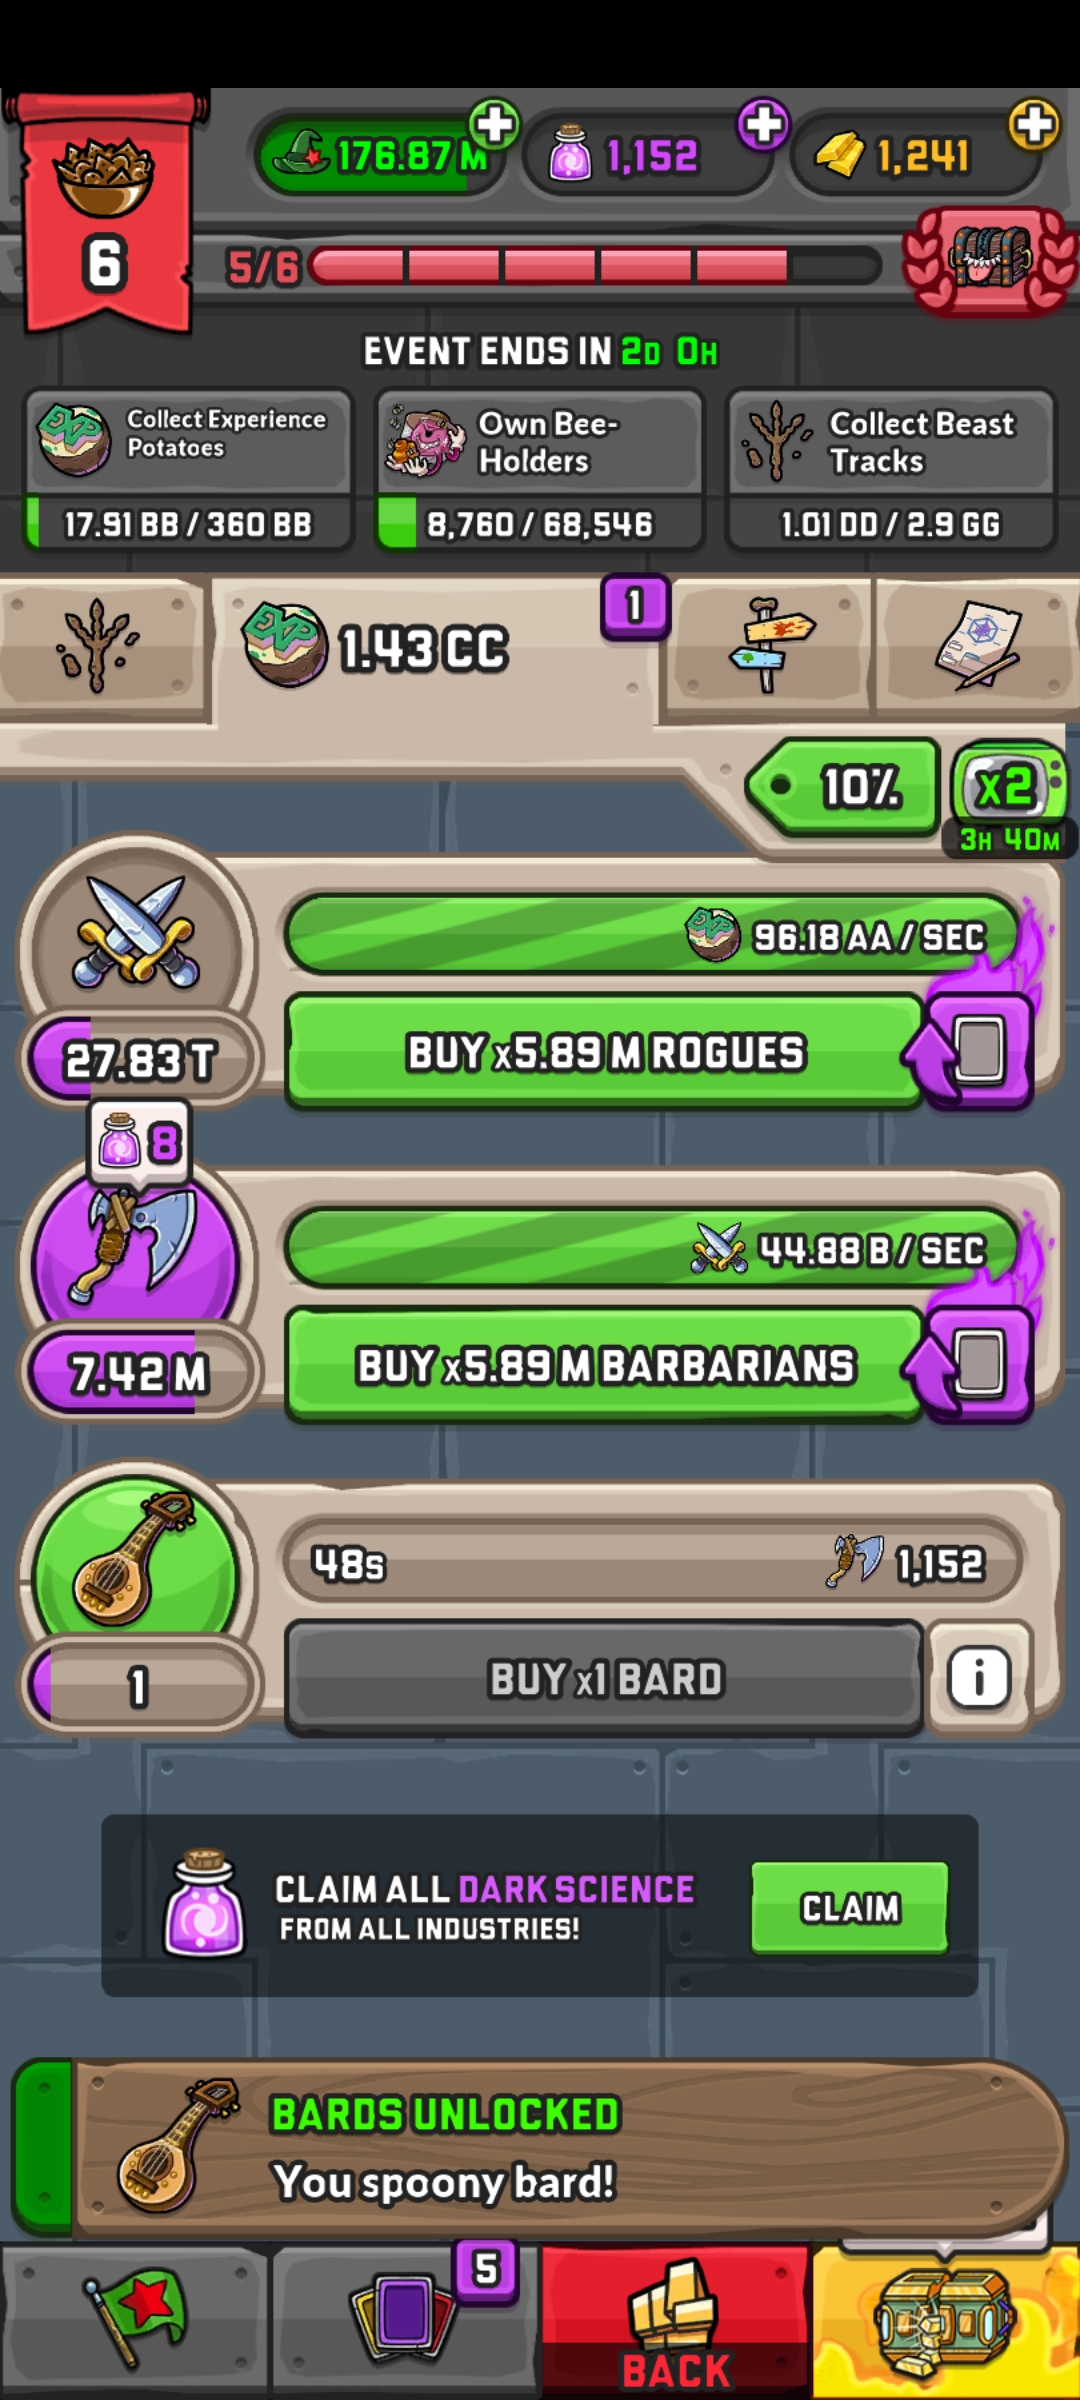 176.87 M
1,152
1,241
6
5/6
EVENT ENDS IN 2D 0H
Collect Experience
Potatoes
17.91 BB / 360 BB
Own Bee-
Holders
8,760 / 68,546
Collect Beast
Tracks
1.01 DD / 2.9 GG
EXP
1.43 CC
1
10%
x2
3H 40M
96.18 AA / SEC
27.83 T
BUY x5.89 M ROGUES
8
44.88 B / SEC
7.42 M
BUY x5.89 M BARBARIANS
48s
1,152
1
BUY x1 BARD
i
CLAIM ALL DARK SCIENCE
FROM ALL INDUSTRIES!
CLAIM
BARDS UNLOCKED
You spoony bard!
5
BACK